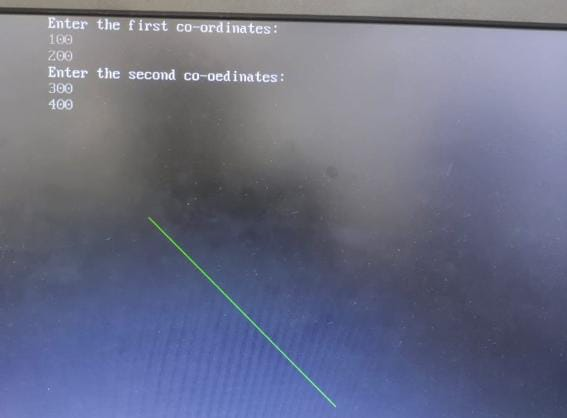 Enter the first co-ordinates:
100
200
Enter the second co-oedinates:
300
400